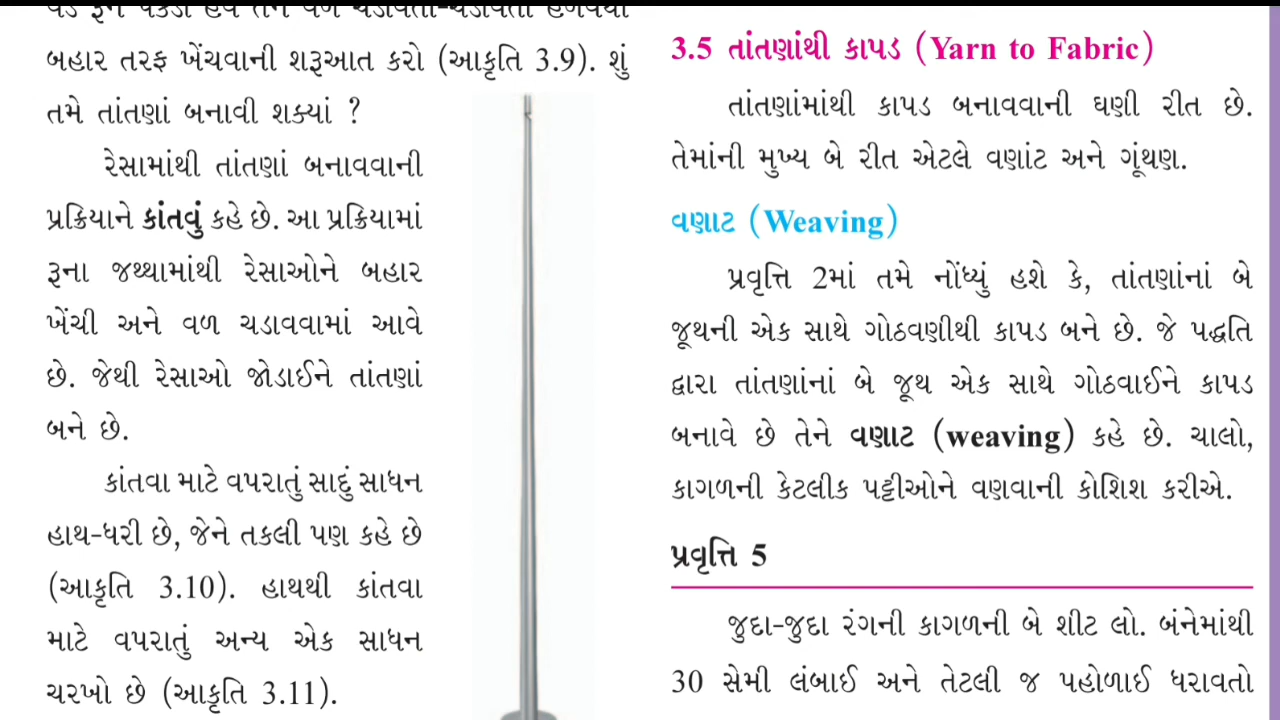 બહાર તરફ ખેંચવાની શરૂઆત કરો (આકૃતિ 3.9). શું
તમે તાંતણાં બનાવી શક્યાં ?
રેસામાંથી તાંતણાં બનાવવાની
પ્રક્રિયાને કાંતવું કહે છે. આ પ્રક્રિયામાં
રૂના જથ્થામાંથી રેસાઓને બહાર
ખેંચી અને વળ ચડાવવામાં આવે
છે. જેથી રેસાઓ જોડાઈને તાંતણાં
બને છે.
કાંતવા માટે વપરાતું સાદું સાધન
હાથ-ધરી છે, જેને તકલી પણ કહે છે
(આકૃતિ 3.10). હાથથી કાંતવા
માટે વપરાતું અન્ય એક સાધન
ચરખો છે (આકૃતિ 3.11).
3.5 તાંતણાંથી કાપડ (Yarn to Fabric)
તાંતણાંમાંથી કાપડ બનાવવાની ઘણી રીત છે.
તેમાંની મુખ્ય બે રીત એટલે વણાંટ અને ગૂંથણ.
વણાટ (Weaving)
પ્રવૃત્તિ 2માં તમે નોંધ્યું હશે કે, તાંતણાંનાં બે
જૂથની એક સાથે ગોઠવણીથી કાપડ બને છે. જે પદ્ધતિ
દ્વારા તાંતણાંનાં બે જૂથ એક સાથે ગોઠવાઈને કાપડ
બનાવે છે તેને વણાટ (weaving) કહે છે. ચાલો,
કાગળની કેટલીક પટ્ટીઓને વણવાની કોશિશ કરીએ.
પ્રવૃત્તિ 5
જુદા-જુદા રંગની કાગળની બે શીટ લો. બંનેમાંથી
30 સેમી લંબાઈ અને તેટલી જ પહોળાઈ ધરાવતો